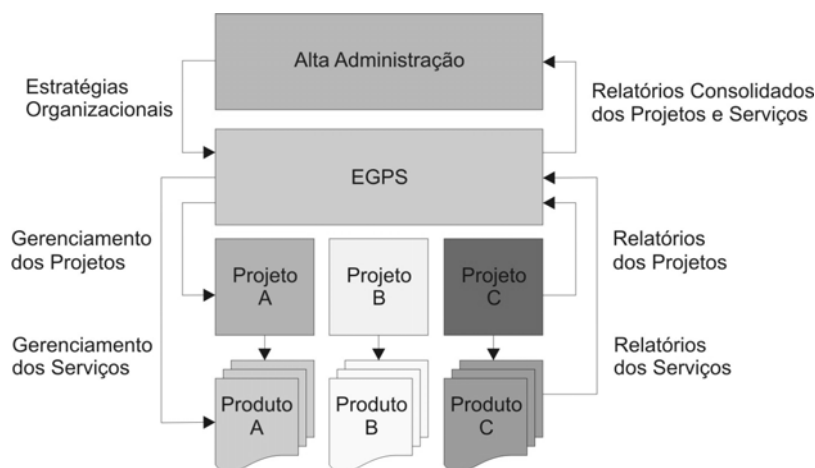 Alta Administração
Estratégias
Organizacionais
Relatórios Consolidados
dos Projetos e Serviços
EGPS
Gerenciamento
dos Projetos
Projeto
A
Projeto
B
Projeto
C
Relatórios
dos Projetos
Gerenciamento
dos Serviços
Produto
A
Produto
B
Produto
C
Relatórios
dos Serviços